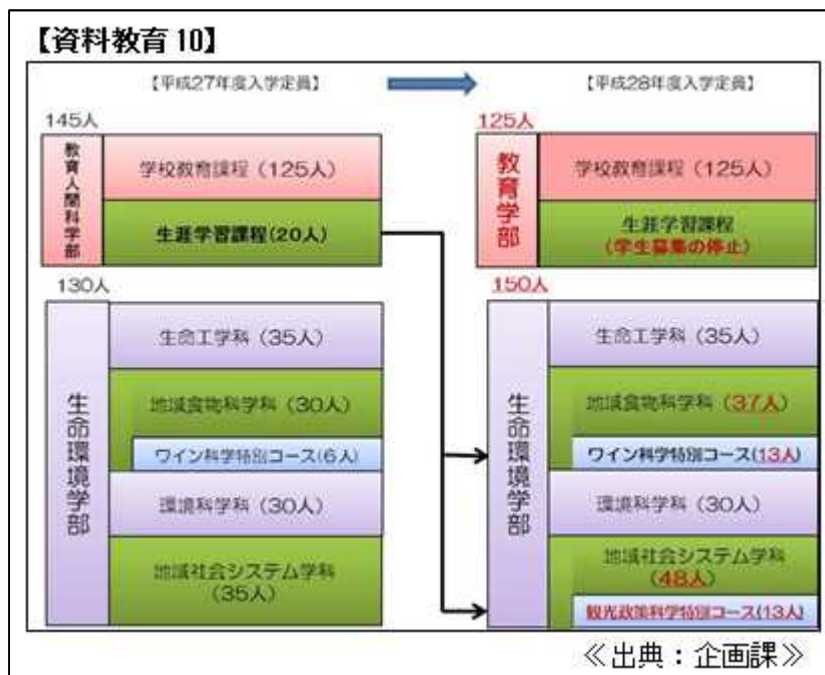 【資料教育 10】
【平成27年度入学定員】
【平成28年度入学定員】
145人
教育人間科学部
学校教育課程（125人）
生涯学習課程(20人)
130人
生命環境学部
生命工学科（35人）
地域食物科学科（30人）
ワイン科学特別コース(6人)
環境科学科（30人）
地域社会システム学科
（35人）
125人
教育学部
学校教育課程（125人）
生涯学習課程
（学生募集の停止）
150人
生命環境学部
生命工学科（35人）
地域食物科学科（37人）
ワイン科学特別コース(13人)
環境科学科（30人）
地域社会システム学科
（48人）
観光政策科学特別コース(13人)
≪出典：企画課≫